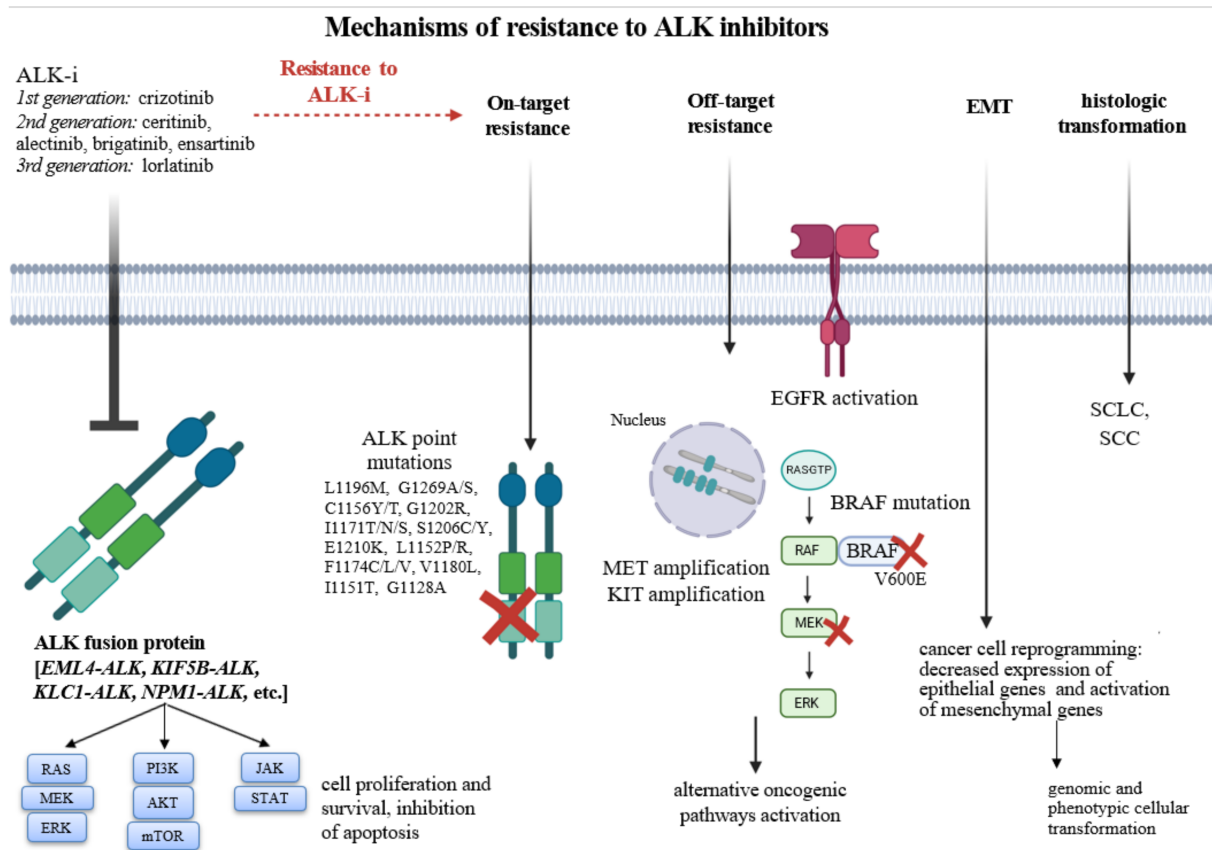 Mechanisms of resistance to ALK inhibitors
ALK-i
1st generation: crizotinib
2nd generation: ceritinib,
alectinib, brigatinib, ensartinib
3rd generation: lorlatinib
Resistance to
ALK-i
On-target
resistance
Off-target
resistance
EMT
histologic
transformation
EGFR activation
SCLC,
SCC
Nucleus
ALK point
mutations
L1196M, G1269A/S,
C1156Y/T, G1202R,
I1171T/N/S, S1206C/Y,
E1210K, L1152P/R,
F1174C/L/V, V1180L,
I1151T, G1128A
RASGTP
BRAF mutation
RAF
BRAF
V600E
MET amplification
KIT amplification
MEK
ERK
ALK fusion protein
[EML4-ALK, KIF5B-ALK,
KLC1-ALK, NPM1-ALK, etc.]
cancer cell reprogramming:
decreased expression of
epithelial genes and activation
of mesenchymal genes
RAS
MEK
ERK
PI3K
AKT
mTOR
JAK
STAT
cell proliferation and
survival, inhibition
of apoptosis
alternative oncogenic
pathways activation
genomic and
phenotypic cellular
transformation